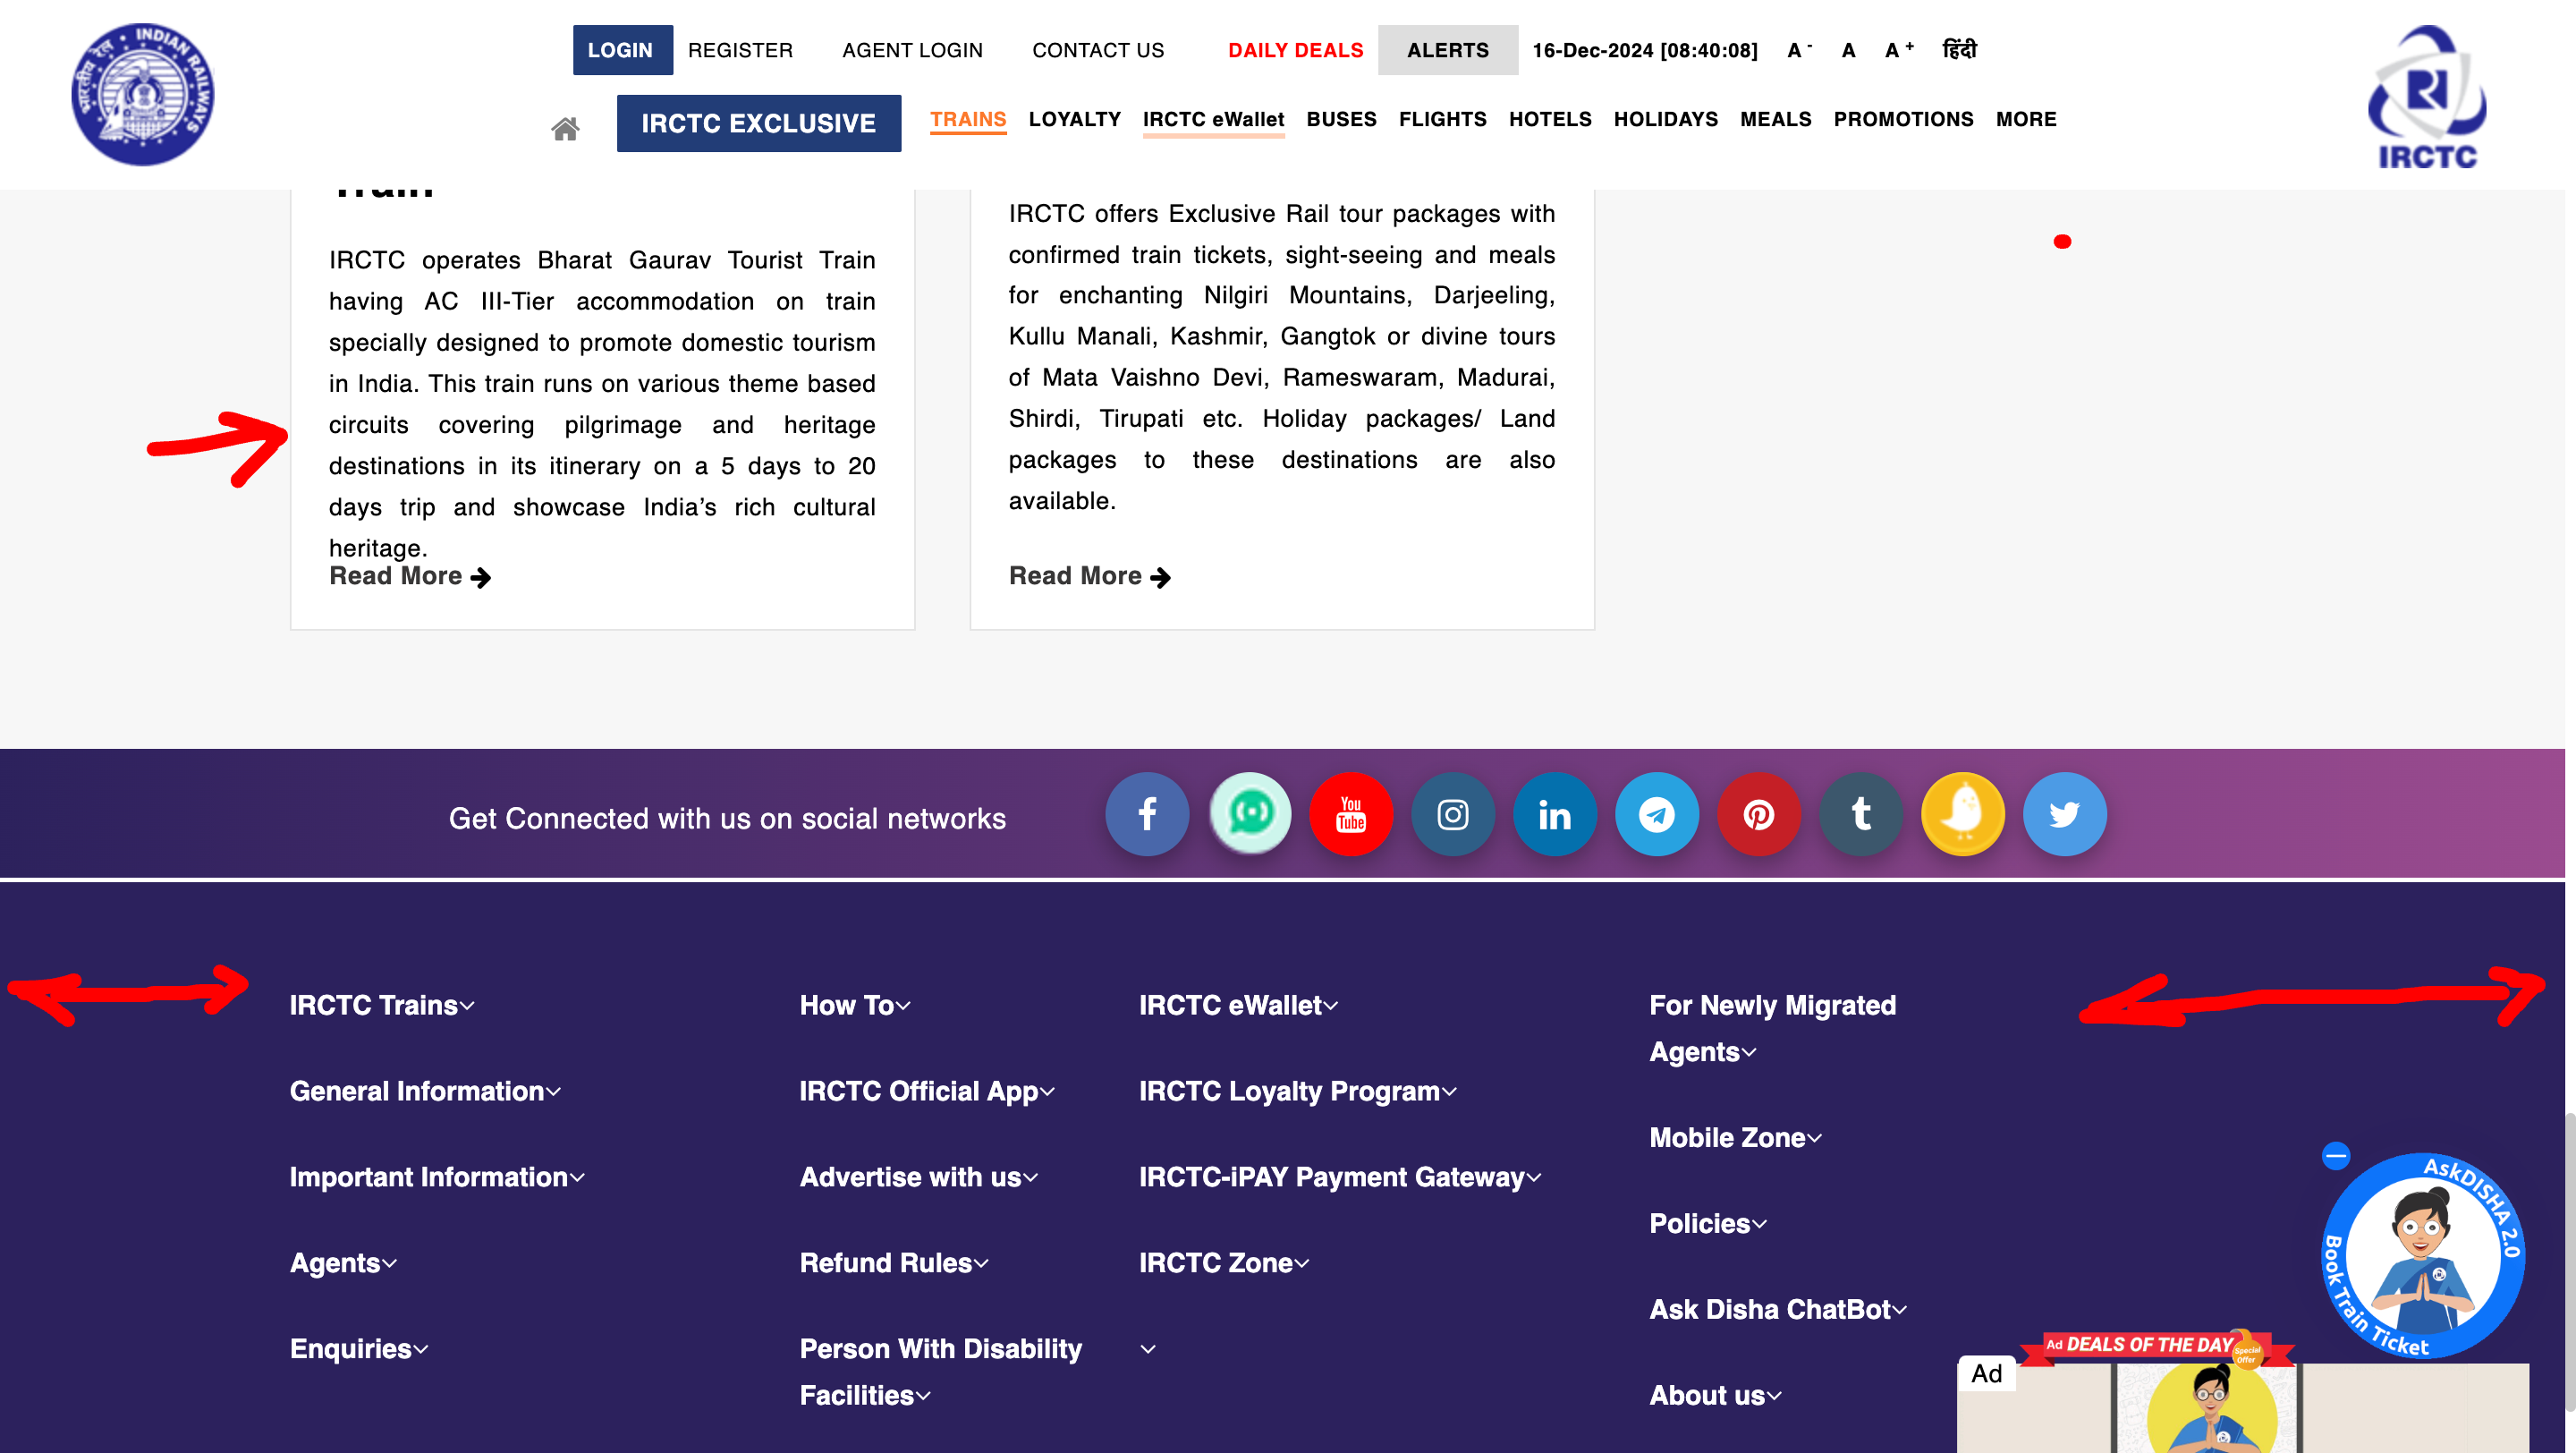 INDIAN RAILWAYS
भारतीय रेल
LOGIN REGISTER AGENT LOGIN CONTACT US DAILY DEALS ALERTS 16-Dec-2024 [08:40:08] A - A A + हिंदी
IRCTC EXCLUSIVE TRAINS LOYALTY IRCTC eWallet BUSES FLIGHTS HOTELS HOLIDAYS MEALS PROMOTIONS MORE
IRCTC
Train
IRCTC operates Bharat Gaurav Tourist Train
having AC III-Tier accommodation on train
specially designed to promote domestic tourism
in India. This train runs on various theme based
circuits covering pilgrimage and heritage
destinations in its itinerary on a 5 days to 20
days trip and showcase India’s rich cultural
heritage.
Read More
IRCTC offers Exclusive Rail tour packages with
confirmed train tickets, sight-seeing and meals
for enchanting Nilgiri Mountains, Darjeeling,
Kullu Manali, Kashmir, Gangtok or divine tours
of Mata Vaishno Devi, Rameswaram, Madurai,
Shirdi, Tirupati etc. Holiday packages/ Land
packages to these destinations are also
available.
Read More
Get Connected with us on social networks
You
Tube
IRCTC Trains
General Information
Important Information
Agents
Enquiries
How To
IRCTC Official App
Advertise with us
Refund Rules
Person With Disability
Facilities
IRCTC eWallet
IRCTC Loyalty Program
IRCTC-iPAY Payment Gateway
IRCTC Zone
For Newly Migrated
Agents
Mobile Zone
Policies
Ask Disha ChatBot
About us
AskDISHA 2.0
Book Train Ticket
Ad DEALS OF THE DAY
Special
Offer
Ad